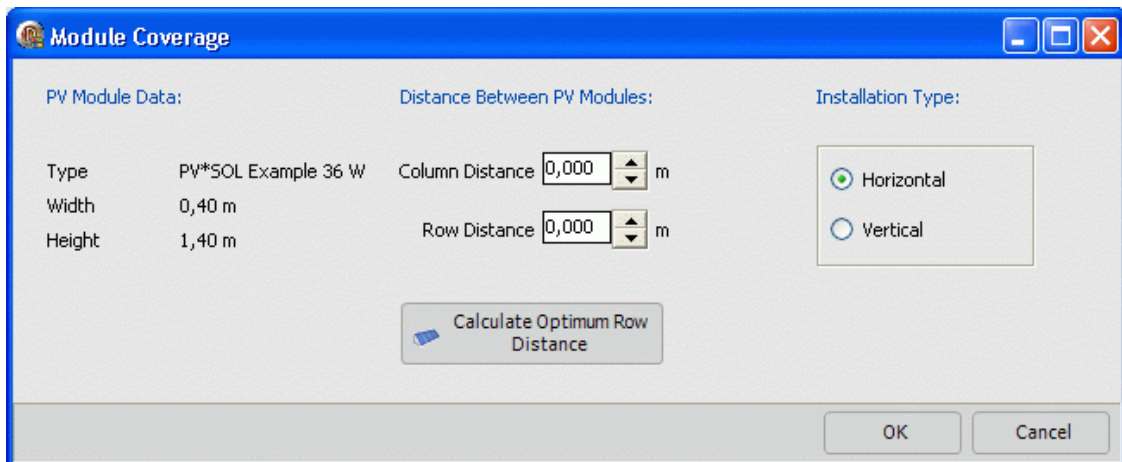 Module Coverage
PV Module Data:
Distance Between PV Modules:
Installation Type:
Type PV*SOL Example 36 W
Column Distance 0,000 m
Horizontal
Width 0,40 m
Row Distance 0,000 m
Vertical
Height 1,40 m
Calculate Optimum Row
Distance
OK
Cancel